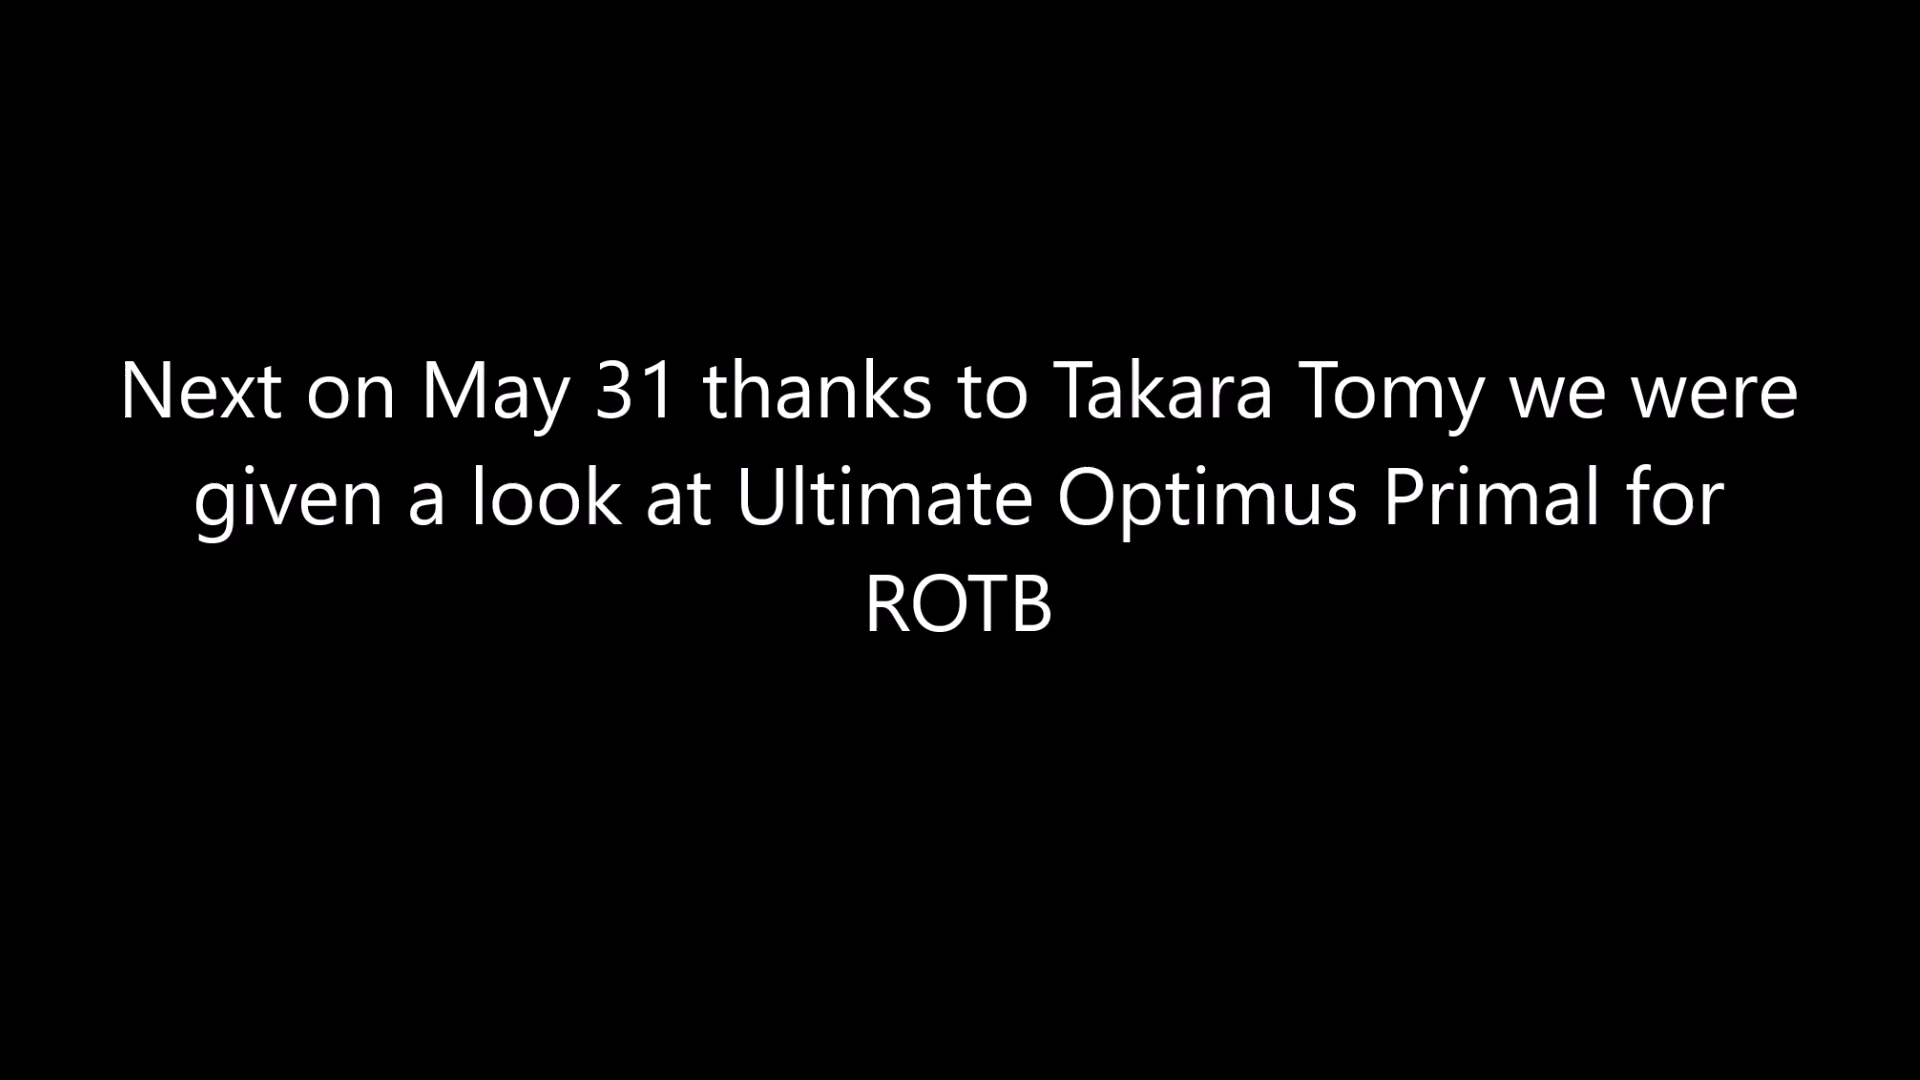 Next on May 31 thanks to Takara Tomy we were
given a look at Ultimate Optimus Primal for
ROTB